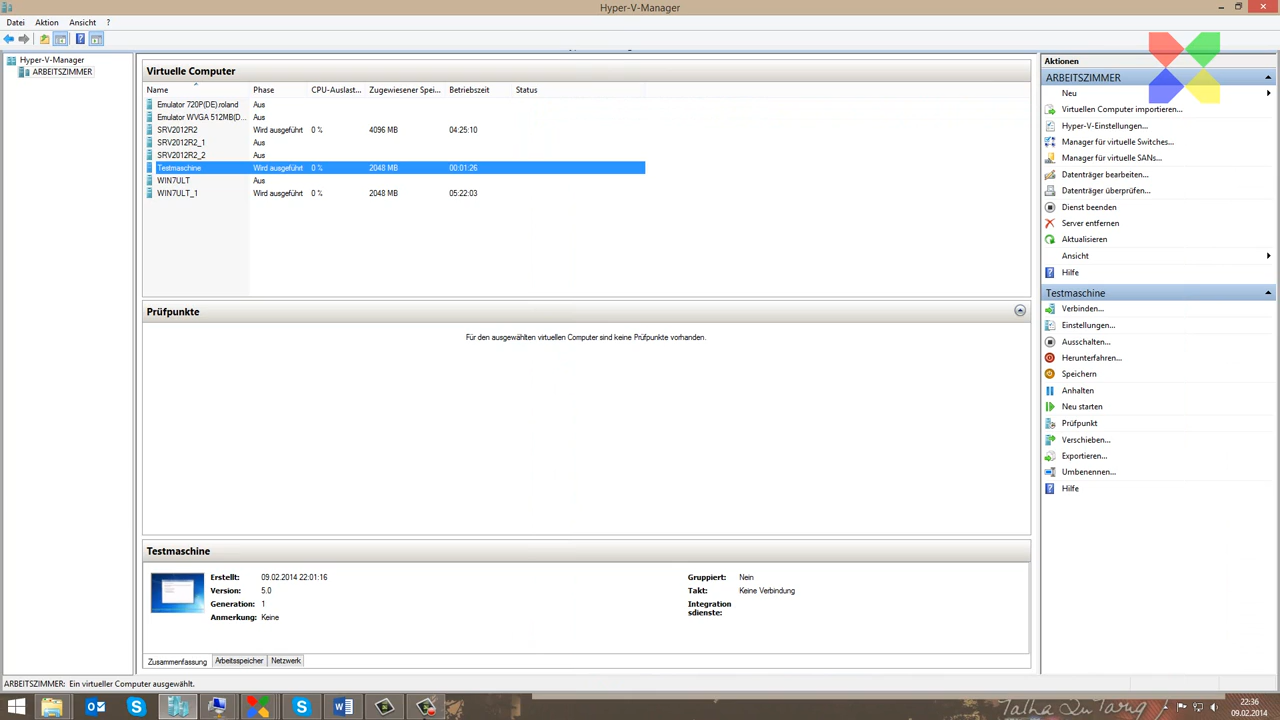 Hyper-V-Manager
Datei Aktion Ansicht ?
Hyper-V-Manager
ARBEITSZIMMER
Virtuelle Computer
Name Phase CPU-Auslast... Zugewiesener Spei... Betriebszeit Status
Emulator 720P(DE).roland Aus
Emulator WVGA 512MB(D... Aus
SRV2012R2 Wird ausgeführt 0 % 4096 MB 04:25:10
SRV2012R2_1 Aus
SRV2012R2_2 Aus
Testmaschine Wird ausgeführt 0 % 2048 MB 00:01:26
WIN7ULT Aus
WIN7ULT_1 Wird ausgeführt 0 % 2048 MB 05:22:03
Prüfpunkte
Für den ausgewählten virtuellen Computer sind keine Prüfpunkte vorhanden.
Testmaschine
Erstellt: 09.02.2014 22:01:16
Version: 5.0
Generation: 1
Anmerkung: Keine
Gruppiert: Nein
Takt: Keine Verbindung
Integration
sdienste:
Zusammenfassung Arbeitsspeicher Netzwerk
Aktionen
ARBEITSZIMMER
Neu
Virtuellen Computer importieren...
Hyper-V-Einstellungen...
Manager für virtuelle Switches...
Manager für virtuelle SANs...
Datenträger bearbeiten...
Datenträger überprüfen...
Dienst beenden
Server entfernen
Aktualisieren
Ansicht
Hilfe
Testmaschine
Verbinden...
Einstellungen...
Ausschalten...
Herunterfahren...
Speichern
Anhalten
Neu starten
Prüfpunkt
Verschieben...
Exportieren...
Umbenennen...
Hilfe
ARBEITSZIMMER: Ein virtueller Computer ausgewählt.
22:36
09.02.2014